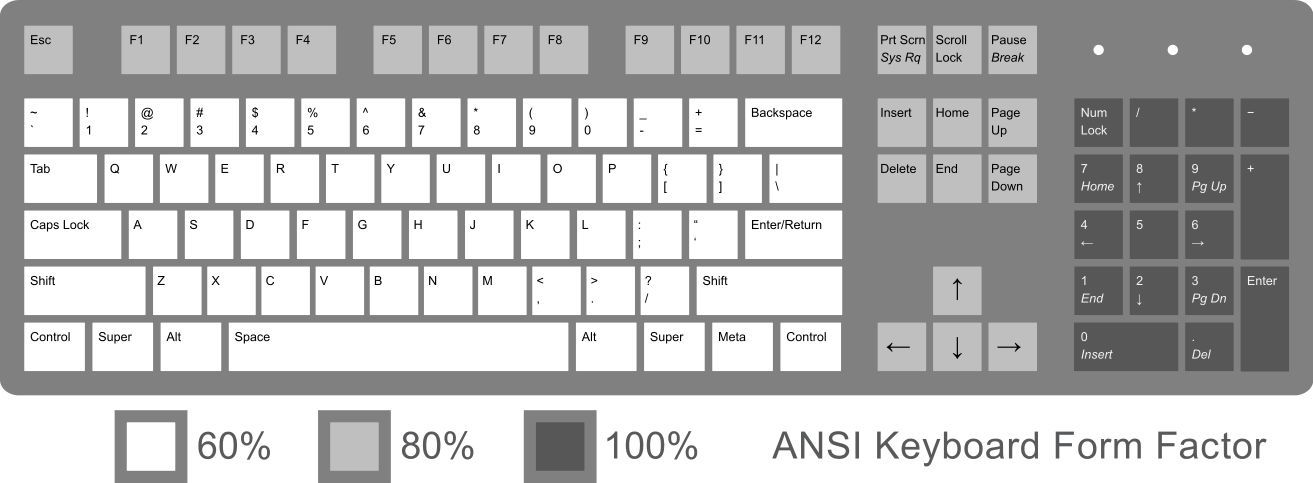 Esc F1 F2 F3 F4 F5 F6 F7 F8 F9 F10 F11 F12 Prt Scrn Scroll Pause
Sys Rq Lock Break
~ ! @ # $ % ^ & * ( ) _ + Backspace Insert Home Page Num / * −
` 1 2 3 4 5 6 7 8 9 0 - = Up Lock
Tab Q W E R T Y U I O P { } | Delete End Page 7 8 9 +
[ ] \ Down Home ↑ Pg Up
Caps Lock A S D F G H J K L : “ Enter/Return 4 5 6
; ‘ ← →
Shift Z X C V B N M < > ? Shift ↑ 1 2 3 Enter
, . / End ↓ Pg Dn
Control Super Alt Space Alt Super Meta Control ← ↓ → 0 .
Insert Del
60% 80% 100% ANSI Keyboard Form Factor